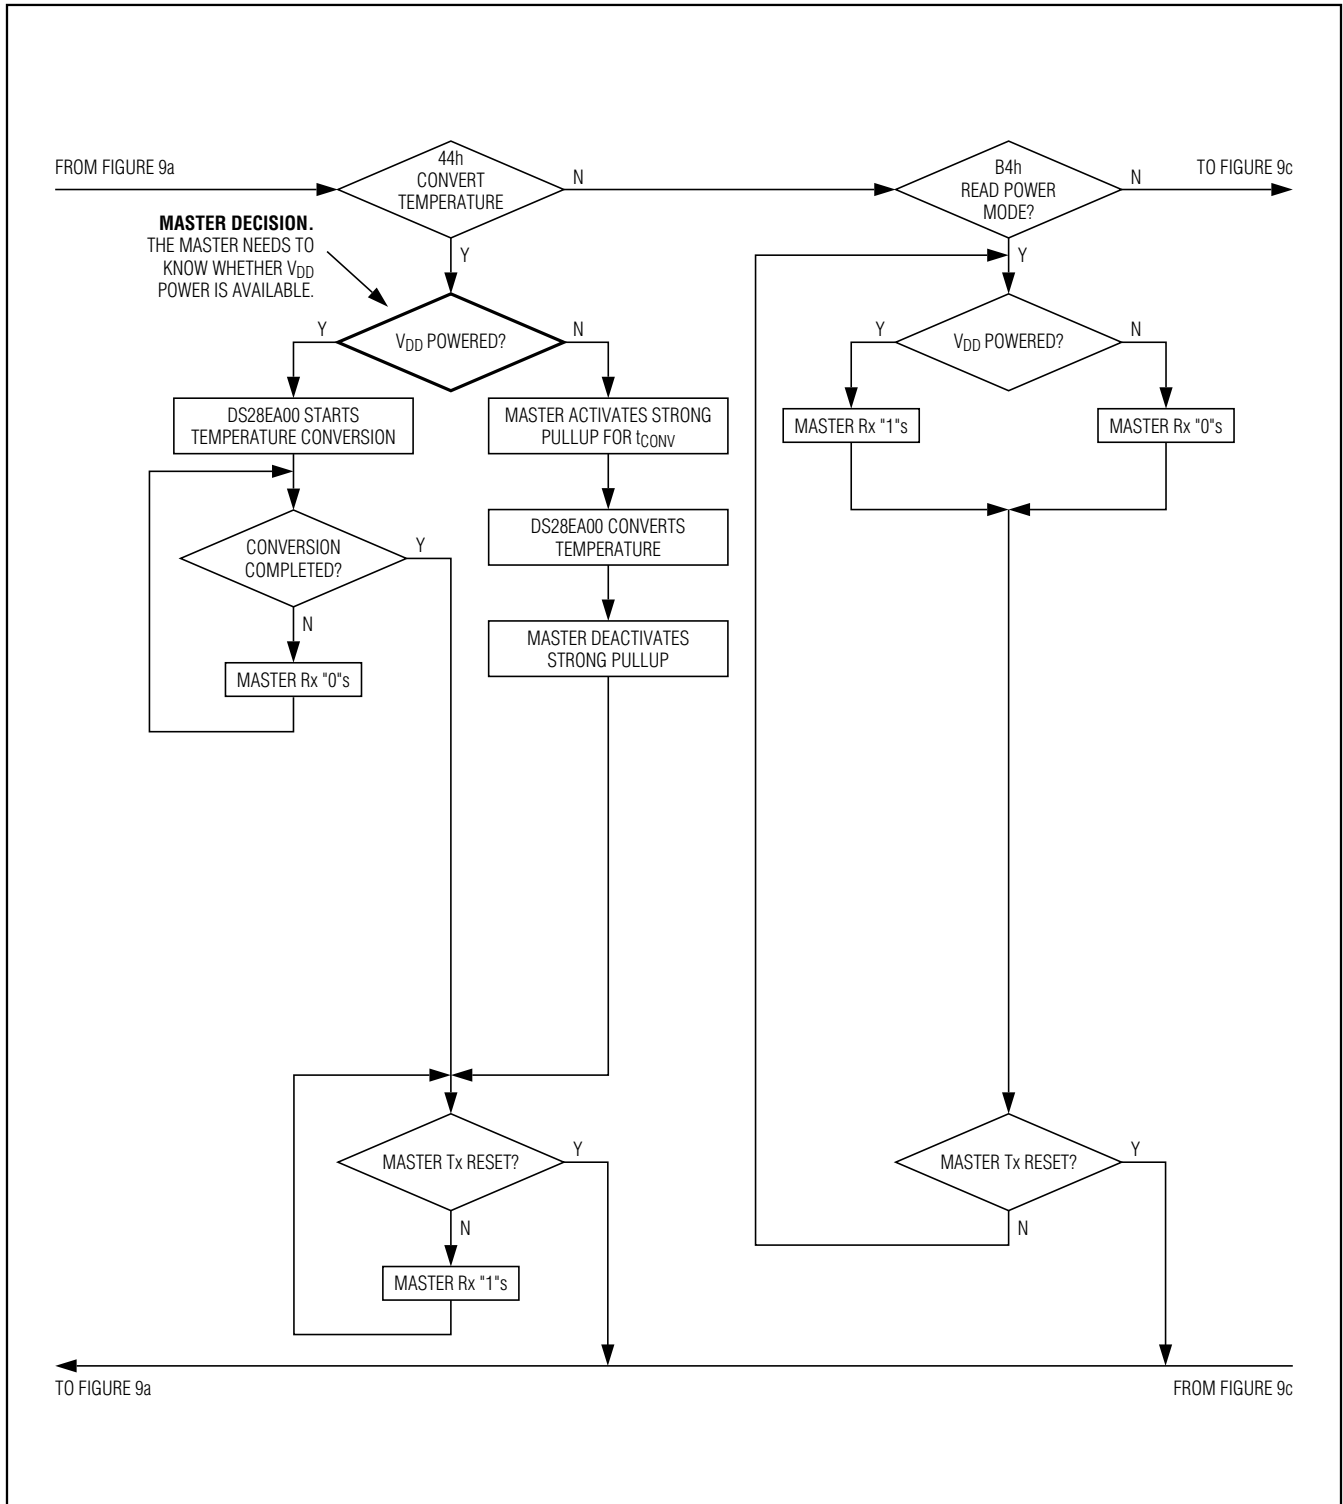 FROM FIGURE 9a
44h
CONVERT
TEMPERATURE
N
B4h
READ POWER
MODE?
N
TO FIGURE 9c
MASTER DECISION.
THE MASTER NEEDS TO
KNOW WHETHER VDD
POWER IS AVAILABLE.
Y
Y
Y
VDD POWERED?
N
Y
VDD POWERED?
N
DS28EA00 STARTS
TEMPERATURE CONVERSION
MASTER ACTIVATES STRONG
PULLUP FOR tCONV
MASTER Rx "1"s
MASTER Rx "0"s
CONVERSION
COMPLETED?
Y
DS28EA00 CONVERTS
TEMPERATURE
N
MASTER Rx "0"s
MASTER DEACTIVATES
STRONG PULLUP
MASTER Tx RESET?
Y
N
MASTER Rx "1"s
MASTER Tx RESET?
Y
N
TO FIGURE 9a
FROM FIGURE 9c